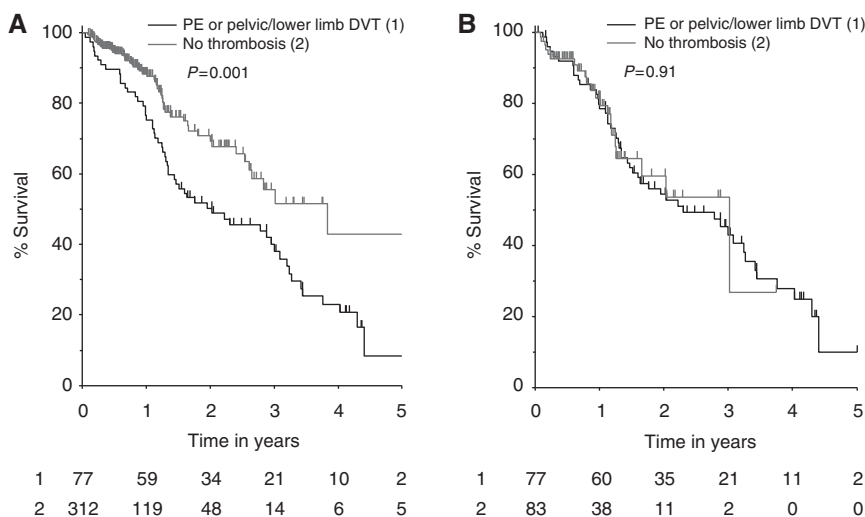 A
PE or pelvic/lower limb DVT (1)
No thrombosis (2)
P=0.001
100
80
60
40
20
0
% Survival
0 1 2 3 4 5
Time in years
1 77 59 34 21 10 2
2 312 119 48 14 6 5
B
PE or pelvic/lower limb DVT (1)
No thrombosis (2)
P=0.91
100
80
60
40
20
0
% Survival
0 1 2 3 4 5
Time in years
1 77 60 35 21 11 2
2 83 38 11 2 0 0